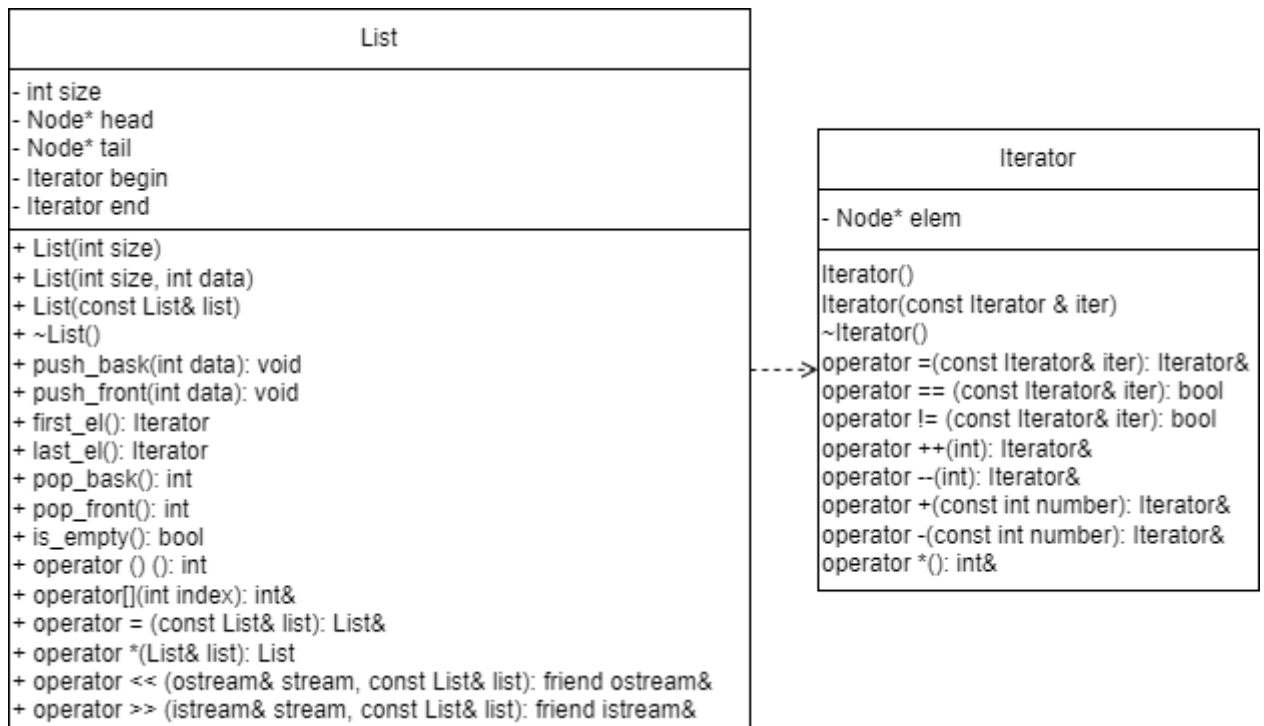 List
- int size
- Node* head
- Node* tail
- Iterator begin
- Iterator end
+ List(int size)
+ List(int size, int data)
+ List(const List& list)
+ ~List()
+ push_bask(int data): void
+ push_front(int data): void
+ first_el(): Iterator
+ last_el(): Iterator
+ pop_bask(): int
+ pop_front(): int
+ is_empty(): bool
+ operator () (): int
+ operator[](int index): int&
+ operator = (const List& list): List&
+ operator *(List& list): List
+ operator << (ostream& stream, const List& list): friend ostream&
+ operator >> (istream& stream, const List& list): friend istream&
Iterator
- Node* elem
Iterator()
Iterator(const Iterator & iter)
~Iterator()
operator =(const Iterator& iter): Iterator&
operator == (const Iterator& iter): bool
operator != (const Iterator& iter): bool
operator ++(int): Iterator&
operator --(int): Iterator&
operator +(const int number): Iterator&
operator -(const int number): Iterator&
operator *(): int&